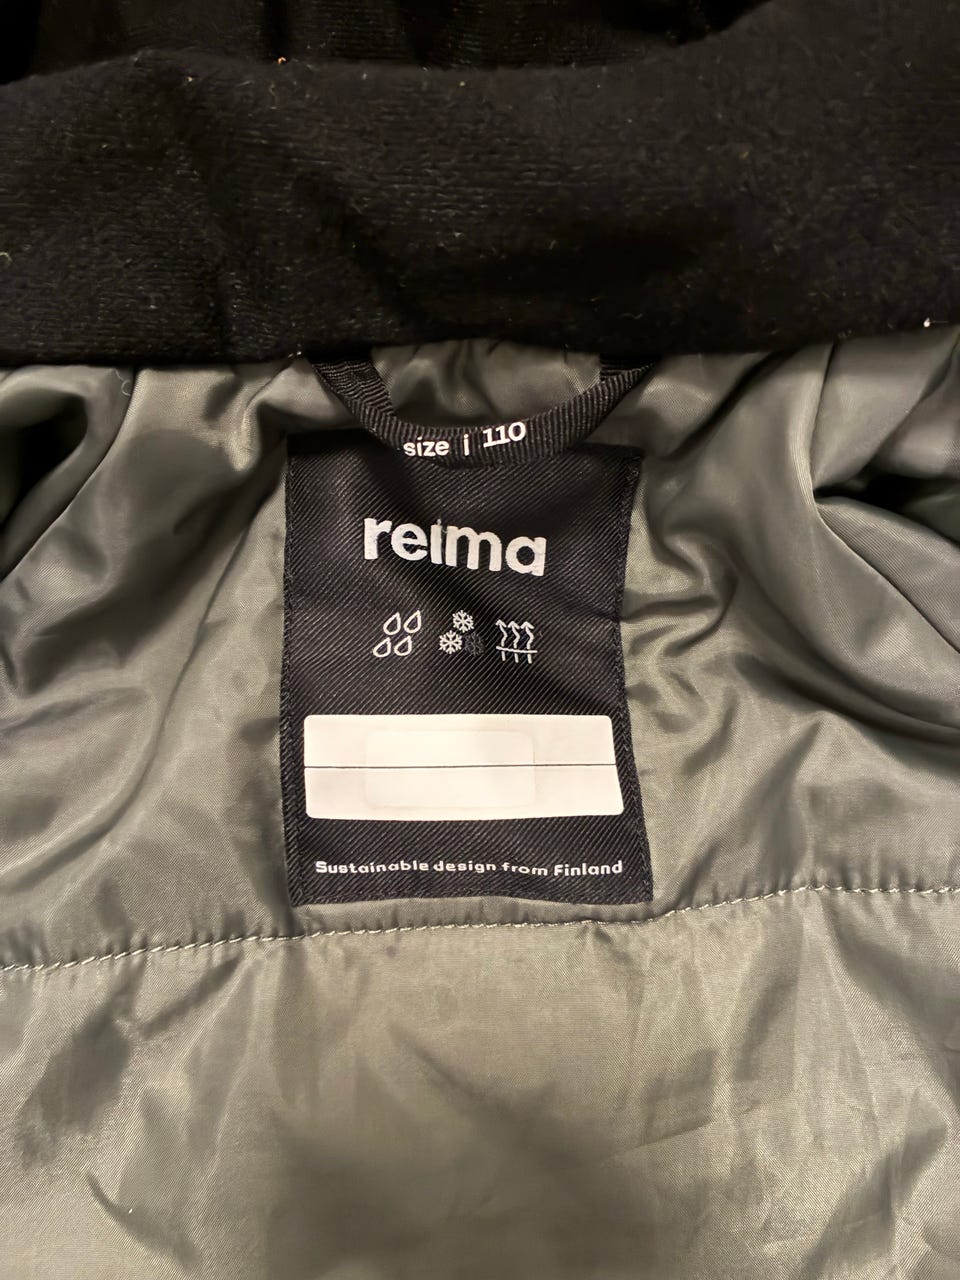 size | 110
reima
Sustainable design from Finland